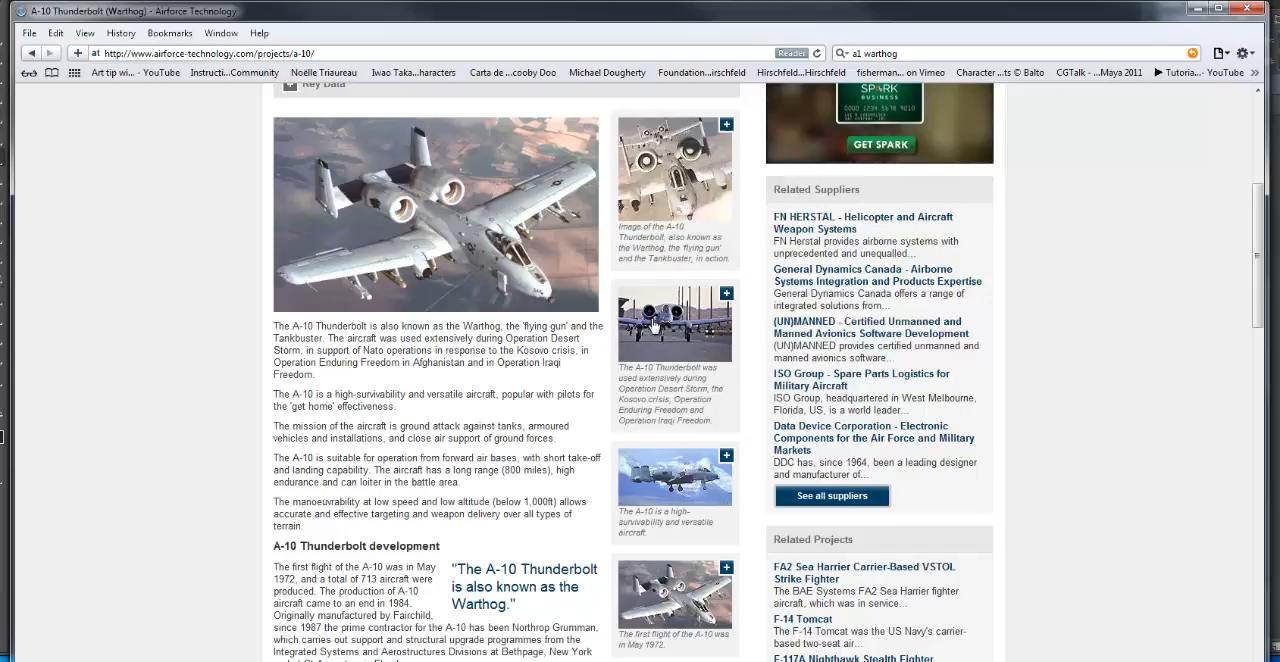 A-10 Thunderbolt (Warthog) - Airforce Technology
File Edit View History Bookmarks Window Help
http://www.airforce-technology.com/projects/a-10/ Reader a1 warthog
Art tip wi... - YouTube Instructi...Community Noëlle Triaureau Iwao Taka...haracters Carta de ...cooby Doo Michael Dougherty Foundation...irschfeld Hirschfeld...Hirschfeld fisherman... on Vimeo Character ...ts © Balto CGTalk - ...Maya 2011 Tutoria... - YouTube
Key Data
The A-10 Thunderbolt is also known as the Warthog, the 'flying gun' and the
Tankbuster. The aircraft was used extensively during Operation Desert
Storm, in support of Nato operations in response to the Kosovo crisis, in
Operation Enduring Freedom in Afghanistan and in Operation Iraqi
Freedom.
The A-10 is a high-survivability and versatile aircraft, popular with pilots for
the 'get home' effectiveness.
The mission of the aircraft is ground attack against tanks, armoured
vehicles and installations, and close air support of ground forces.
The A-10 is suitable for operation from forward air bases, with short take-off
and landing capability. The aircraft has a long range (800 miles), high
endurance and can loiter in the battle area.
The manoeuvrability at low speed and low altitude (below 1,000ft) allows
accurate and effective targeting and weapon delivery over all types of
terrain.
A-10 Thunderbolt development
The first flight of the A-10 was in May
1972, and a total of 713 aircraft were
produced. The production of A-10
aircraft came to an end in 1984.
Originally manufactured by Fairchild,
since 1987 the prime contractor for the A-10 has been Northrop Grumman,
which carries out support and structural upgrade programmes from the
Integrated Systems and Aerostructures Divisions at Bethpage, New York
"The A-10 Thunderbolt
is also known as the
Warthog."
Image of the A-10
Thunderbolt, also known as
the Warthog, the 'flying gun'
and the Tankbuster, in action.
The A-10 Thunderbolt was
used extensively during
Operation Desert Storm, the
Kosovo crisis, Operation
Enduring Freedom and
Operation Iraqi Freedom.
The A-10 is a high-
survivability and versatile
aircraft.
The first flight of the A-10 was
in May 1972.
SPARK
BUSINESS
GET SPARK
Related Suppliers
FN HERSTAL - Helicopter and Aircraft
Weapon Systems
FN Herstal provides airborne systems with
unprecedented and unequalled...
General Dynamics Canada - Airborne
Systems Integration and Products Expertise
General Dynamics Canada offers a range of
integrated solutions from...
(UN)MANNED - Certified Unmanned and
Manned Avionics Software Development
(UN)MANNED provides certified unmanned and
manned avionics software...
ISO Group - Spare Parts Logistics for
Military Aircraft
ISO Group, headquartered in West Melbourne,
Florida, US, is a world leader...
Data Device Corporation - Electronic
Components for the Air Force and Military
Markets
DDC has, since 1964, been a leading designer
and manufacturer of...
See all suppliers
Related Projects
FA2 Sea Harrier Carrier-Based VSTOL
Strike Fighter
The BAE Systems FA2 Sea Harrier fighter
aircraft, which was in service...
F-14 Tomcat
The F-14 Tomcat was the US Navy's carrier-
based two-seat air...
F-117A Nighthawk Stealth Fighter